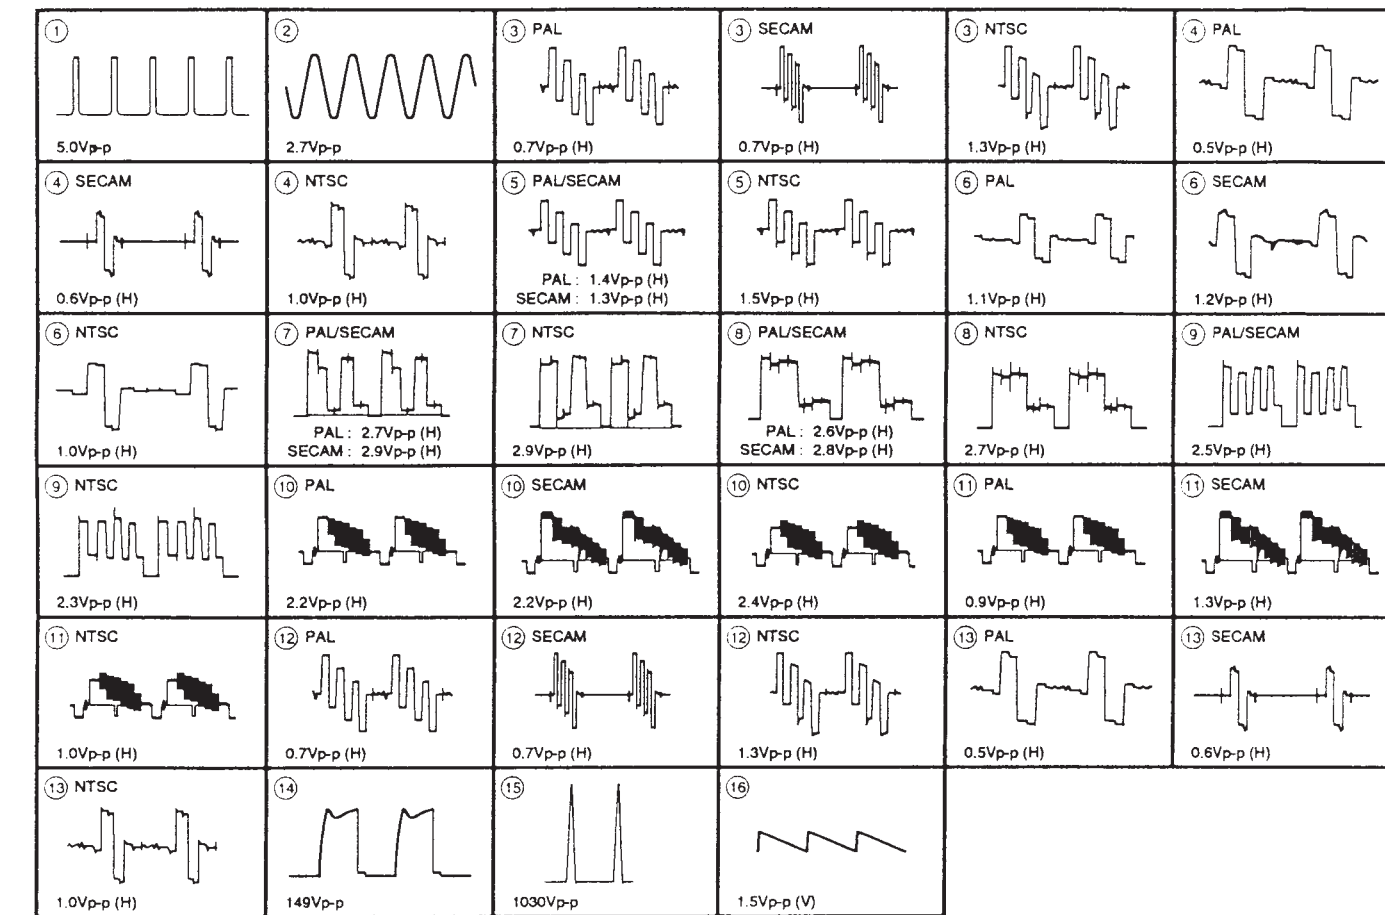 ① 
5.0Vp-p
② 
2.7Vp-p
③ PAL
0.7Vp-p (H)
③ SECAM
0.7Vp-p (H)
③ NTSC
1.3Vp-p (H)
④ PAL
0.5Vp-p (H)
④ SECAM
0.6Vp-p (H)
④ NTSC
1.0Vp-p (H)
⑤ PAL/SECAM
PAL : 1.4Vp-p (H)
SECAM : 1.3Vp-p (H)
⑤ NTSC
1.5Vp-p (H)
⑥ PAL
1.1Vp-p (H)
⑥ SECAM
1.2Vp-p (H)
⑥ NTSC
1.0Vp-p (H)
⑦ PAL/SECAM
PAL : 2.7Vp-p (H)
SECAM : 2.9Vp-p (H)
⑦ NTSC
2.9Vp-p (H)
⑧ PAL/SECAM
PAL : 2.6Vp-p (H)
SECAM : 2.8Vp-p (H)
⑧ NTSC
2.7Vp-p (H)
⑨ PAL/SECAM
2.5Vp-p (H)
⑨ NTSC
2.3Vp-p (H)
⑩ PAL
2.2Vp-p (H)
⑩ SECAM
2.2Vp-p (H)
⑩ NTSC
2.4Vp-p (H)
⑪ PAL
0.9Vp-p (H)
⑪ SECAM
1.3Vp-p (H)
⑪ NTSC
1.0Vp-p (H)
⑫ PAL
0.7Vp-p (H)
⑫ SECAM
0.7Vp-p (H)
⑫ NTSC
1.3Vp-p (H)
⑬ PAL
0.5Vp-p (H)
⑬ SECAM
0.6Vp-p (H)
⑬ NTSC
1.0Vp-p (H)
⑭
149Vp-p
⑮
1030Vp-p
⑯
1.5Vp-p (V)